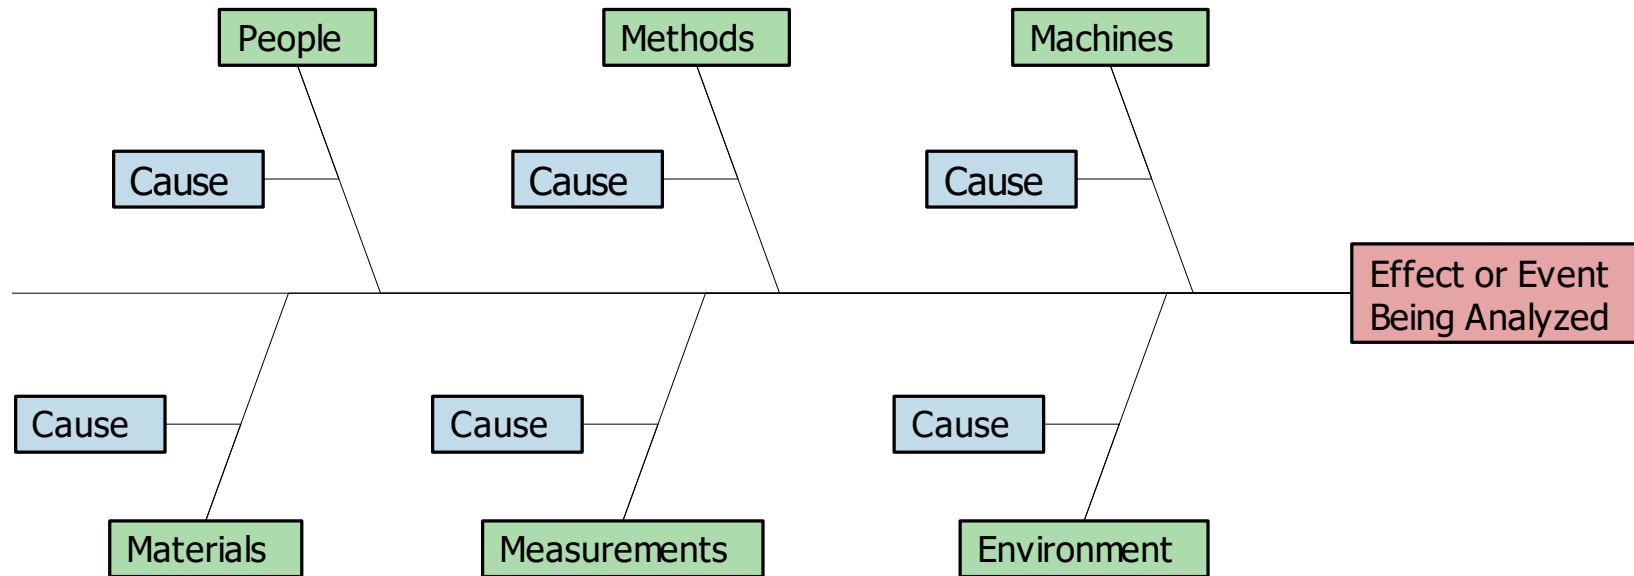 People
Methods
Machines
Cause
Cause
Cause
Effect or Event
Being Analyzed
Cause
Cause
Cause
Materials
Measurements
Environment